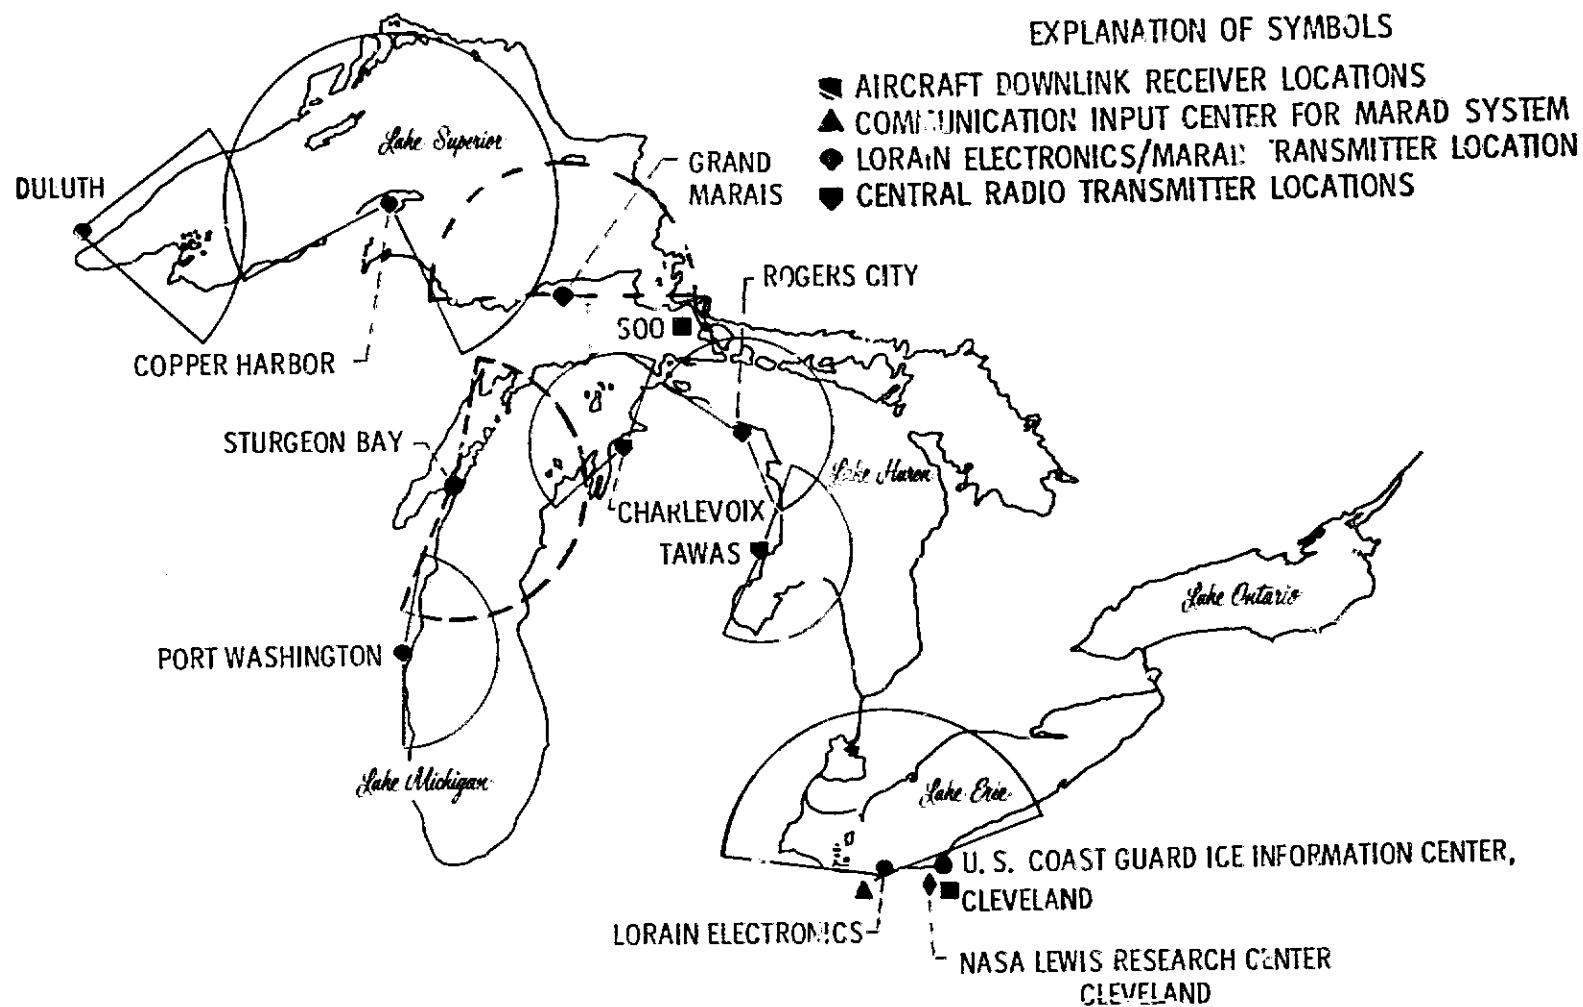 EXPLANATION OF SYMBOLS
AIRCRAFT DOWNLINK RECEIVER LOCATIONS
COMMUNICATION INPUT CENTER FOR MARAD SYSTEM
LORAIN ELECTRONICS/MARAD TRANSMITTER LOCATION
CENTRAL RADIO TRANSMITTER LOCATIONS
Lake Superior
GRAND
MARAIS
DULUTH
ROGERS CITY
SOO
COPPER HARBOR
STURGEON BAY
Lake Huron
CHARLEVOIX
TAWAS
Lake Ontario
PORT WASHINGTON
Lake Michigan
Lake Erie
U. S. COAST GUARD ICE INFORMATION CENTER,
CLEVELAND
LORAIN ELECTRONICS
NASA LEWIS RESEARCH CENTER
CLEVELAND